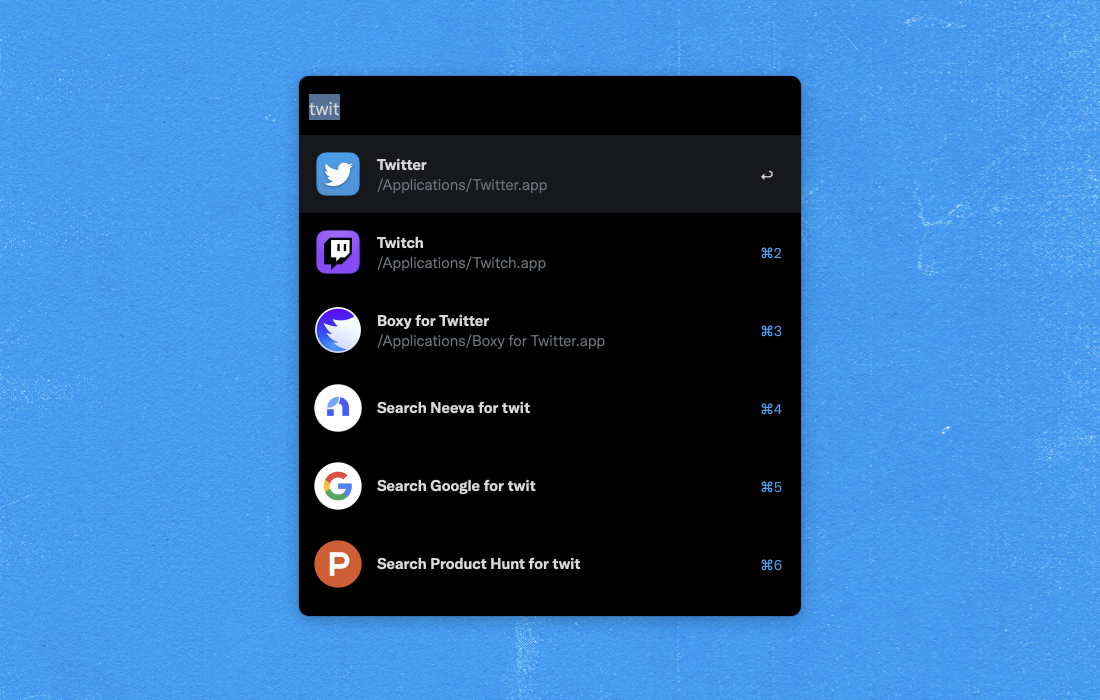 twit
Twitter
/Applications/Twitter.app
↩
Twitch
/Applications/Twitch.app
⌘2
Boxy for Twitter
/Applications/Boxy for Twitter.app
⌘3
Search Neeva for twit
⌘4
Search Google for twit
⌘5
Search Product Hunt for twit
⌘6